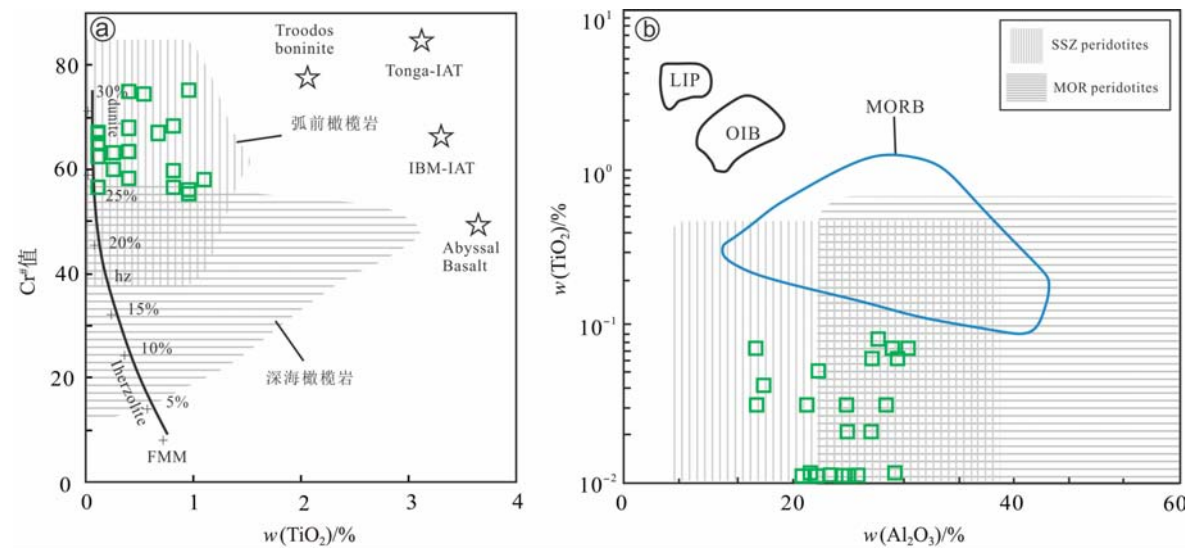 ⓐ
Troodos
boninite
Tonga-IAT
弧前橄榄岩
IBM-IAT
Abyssal
Basalt
深海橄榄岩
30%
dunite
25%
20%
hz
15%
10%
lherzolite
5%
FMM
80
60
40
20
0
Cr#值
0 1 2 3 4
w(TiO₂)/%
ⓑ
SSZ peridotites
MOR peridotites
LIP
OIB
MORB
10¹
10⁰
10⁻¹
10⁻²
w(TiO₂)/%
0 20 40 60
w(Al₂O₃)/%